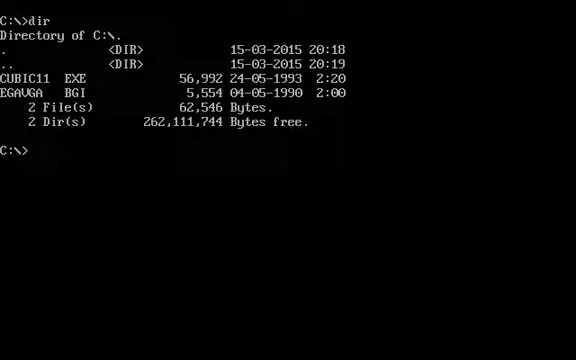 C:\>dir
Directory of C:\.
. <DIR> 15-03-2015 20:18
.. <DIR> 15-03-2015 20:19
CUBIC11 EXE 56,992 24-05-1993 2:20
EGAVGA BGI 5,554 04-05-1990 2:00
2 File(s) 62,546 Bytes.
2 Dir(s) 262,111,744 Bytes free.
C:\>